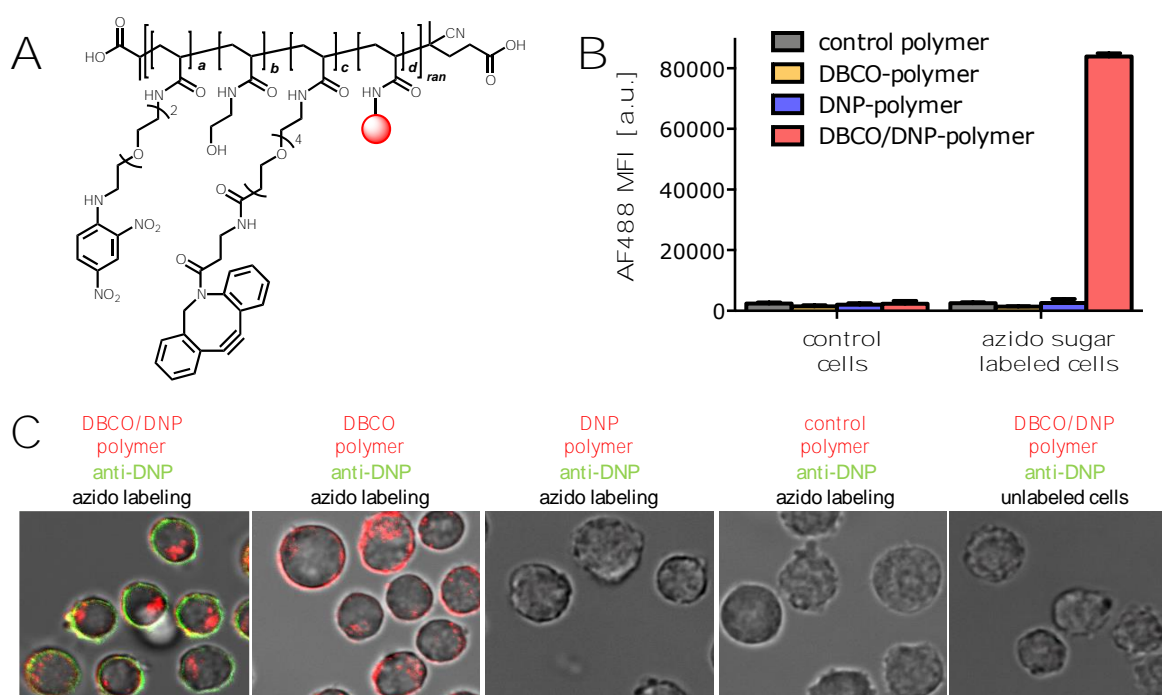 A
HO
O
a
b
c
d
ran
CN
O
OH
HN
O
2
HN
O
HN
O
4
HN
O
OH
O
O
HN
NO2
NO2
O
NH
O
N
B
AF488 MFI [a.u.]
80000
60000
40000
20000
0
control polymer
DBCO-polymer
DNP-polymer
DBCO/DNP-polymer
control
cells
azido sugar
labeled cells
C
DBCO/DNP
polymer
anti-DNP
azido labeling
DBCO
polymer
anti-DNP
azido labeling
DNP
polymer
anti-DNP
azido labeling
control
polymer
anti-DNP
azido labeling
DBCO/DNP
polymer
anti-DNP
unlabeled cells